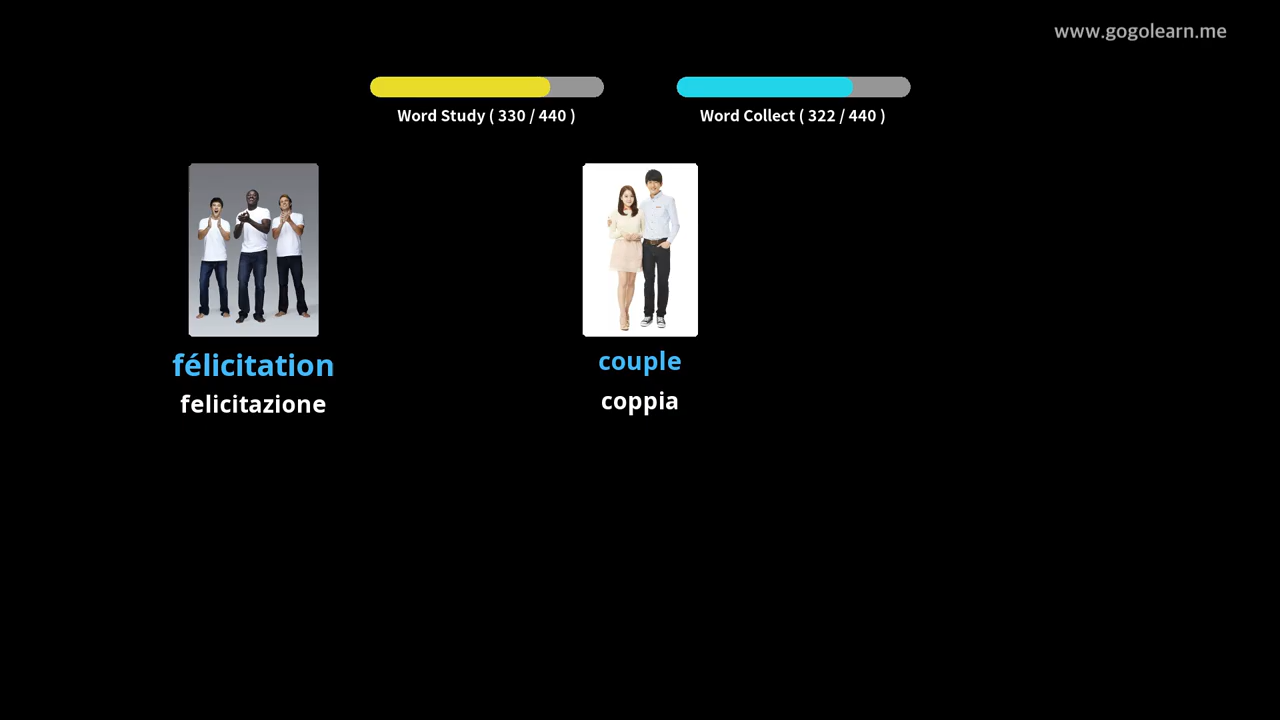 www.gogolearn.me
Word Study ( 330 / 440 )
Word Collect ( 322 / 440 )
félicitation
felicitazione
couple
coppia